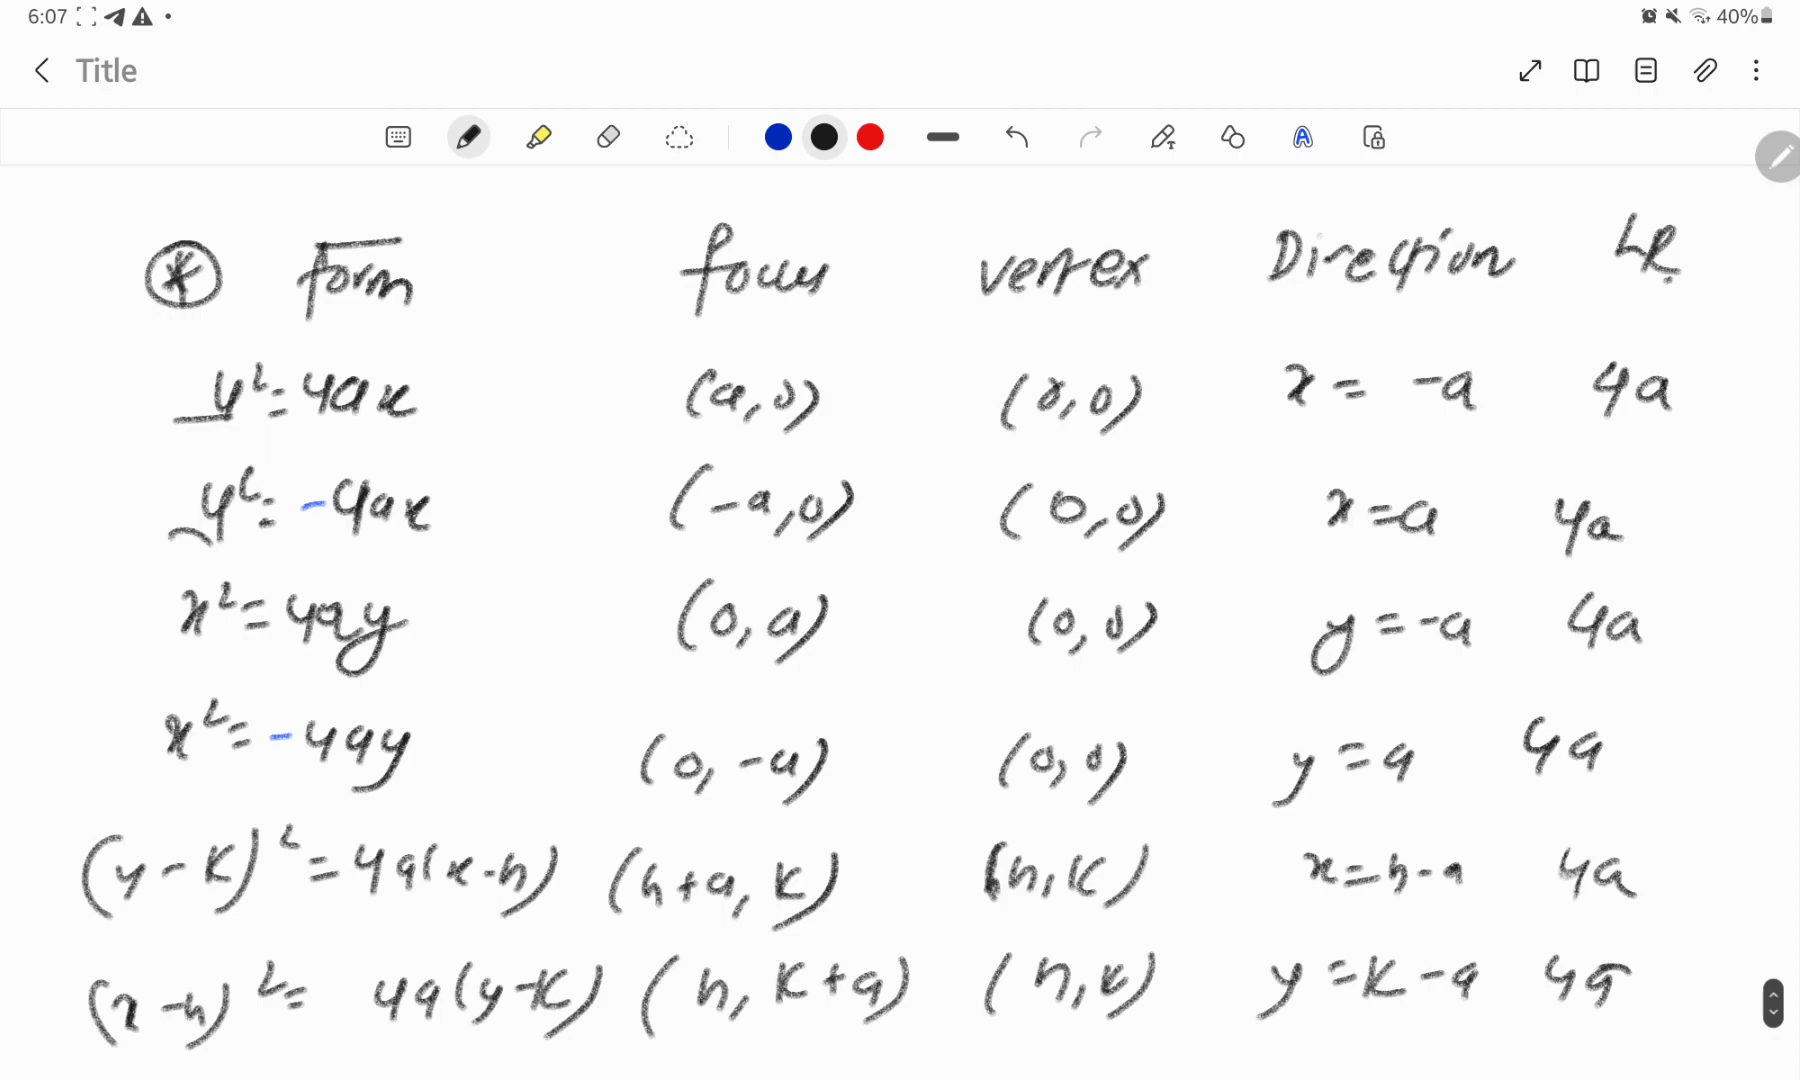 6:07 40%
Title
* Form focus vertex Direction LR
y²= 4ax (a,0) (0,0) x = -a 4a
y²= -4ax (-a,0) (0,0) x=a 4a
x²= 4ay (0,a) (0,0) y =-a 4a
x²= -4ay (0,-a) (0,0) y = a 4a
(y-k)²=4a(x-h) (h+a, k) (h,k) x=h-a 4a
(x-h)²= 4a(y-k) (h, k+a) (h,k) y =k-a 4a